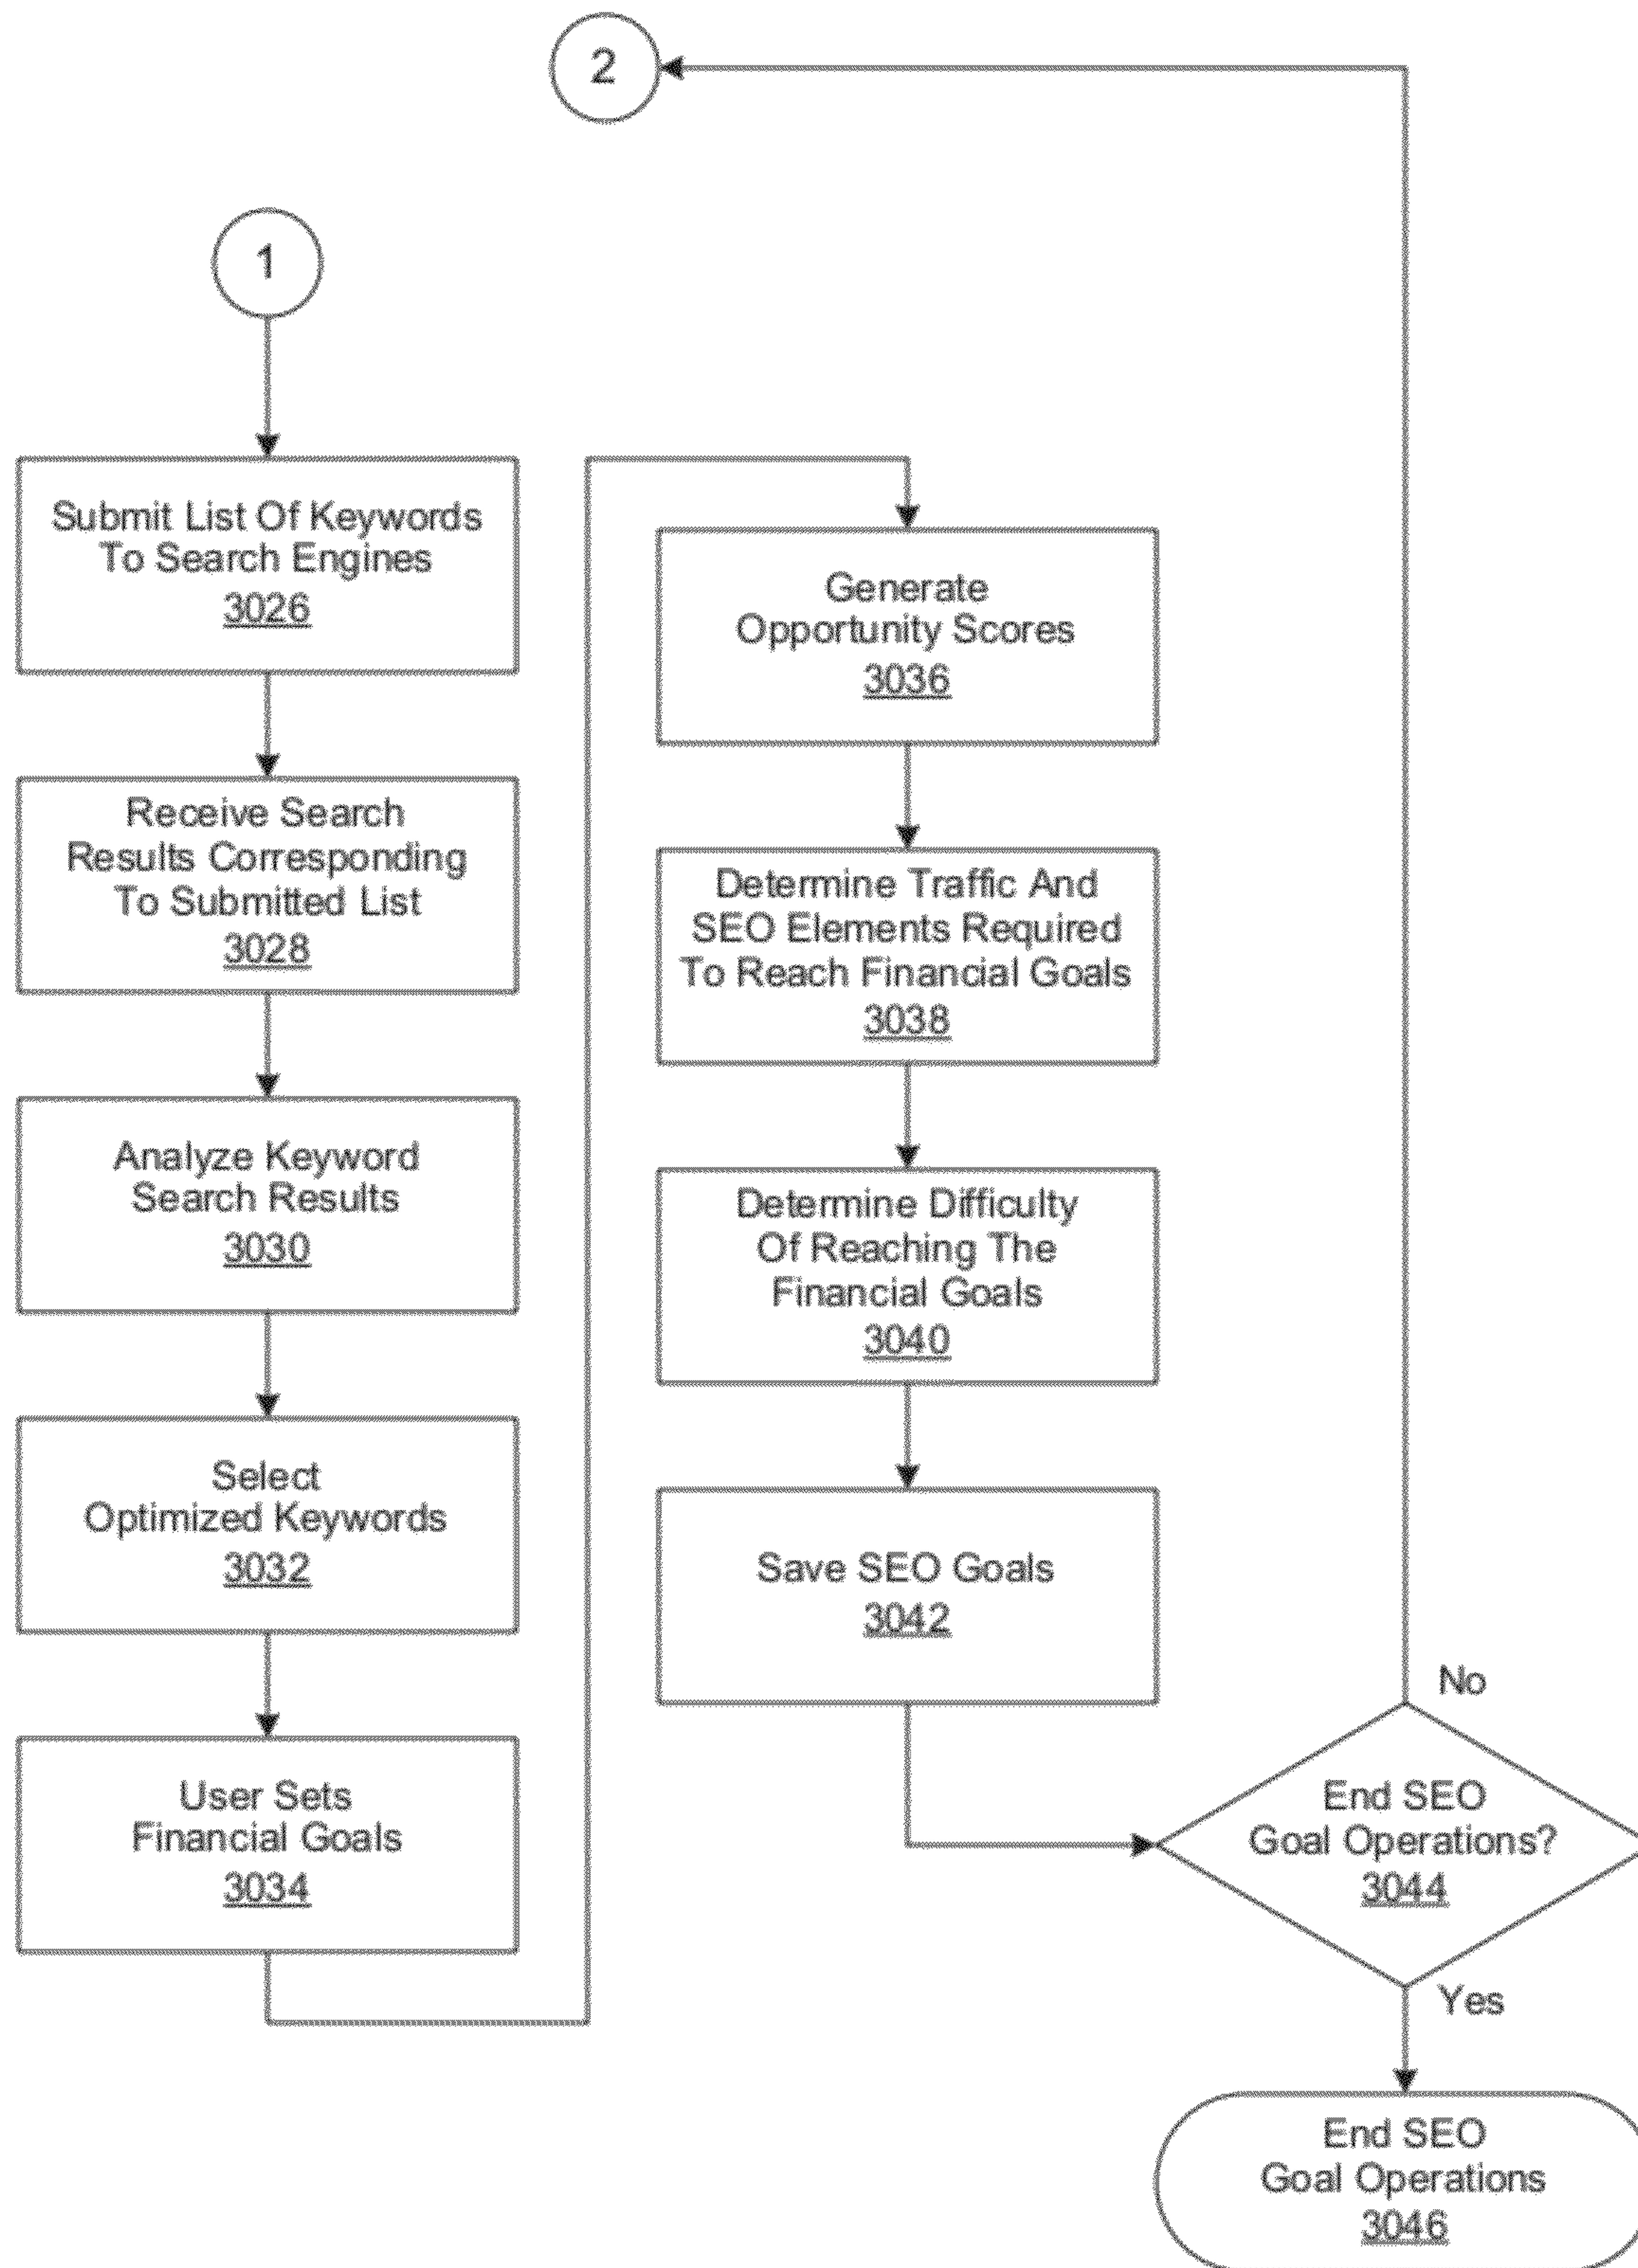 2
1
Submit List Of Keywords
To Search Engines
3026
Receive Search
Results Corresponding
To Submitted List
3028
Analyze Keyword
Search Results
3030
Select
Optimized Keywords
3032
User Sets
Financial Goals
3034
Generate
Opportunity Scores
3036
Determine Traffic And
SEO Elements Required
To Reach Financial Goals
3038
Determine Difficulty
Of Reaching The
Financial Goals
3040
Save SEO Goals
3042
No
End SEO
Goal Operations?
3044
Yes
End SEO
Goal Operations
3046